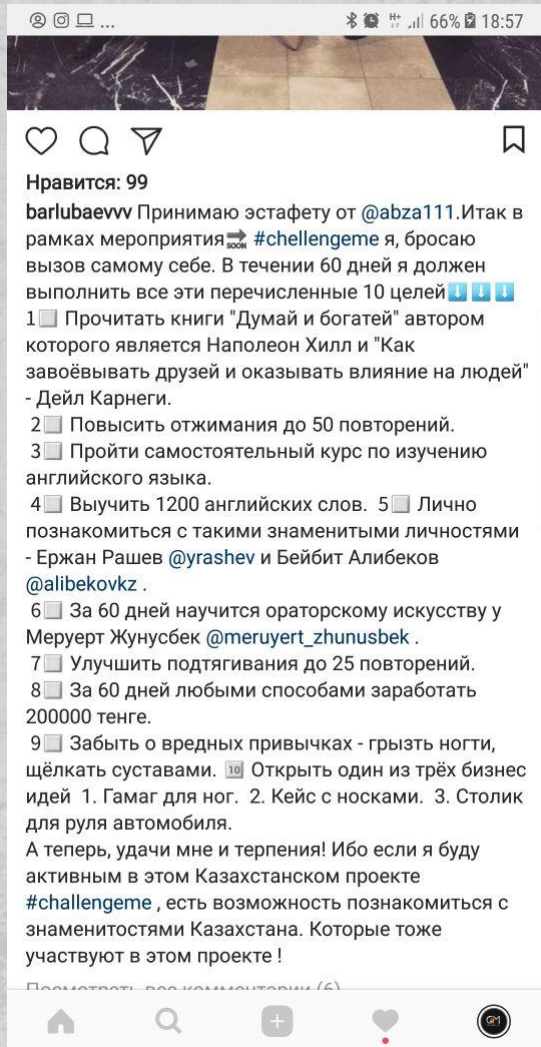 66% 18:57
Нравится: 99
barlubaevvv Принимаю эстафету от @abza111.Итак в
рамках мероприятия🔜 #chellengeme я, бросаю
вызов самому себе. В течении 60 дней я должен
выполнить все эти перечисленные 10 целей⬇️⬇️⬇️
1⃣ Прочитать книги "Думай и богатей" автором
которого является Наполеон Хилл и "Как
завоёвывать друзей и оказывать влияние на людей"
- Дейл Карнеги.
2⃣ Повысить отжимания до 50 повторений.
3⃣ Пройти самостоятельный курс по изучению
английского языка.
4⃣ Выучить 1200 английских слов. 5⃣ Лично
познакомиться с такими знаменитыми личностями
- Ержан Рашев @yrashev и Бейбит Алибеков
@alibekovkz .
6⃣ За 60 дней научится ораторскому искусству у
Меруерт Жунусбек @meruyert_zhunusbek .
7⃣ Улучшить подтягивания до 25 повторений.
8⃣ За 60 дней любыми способами заработать
200000 тенге.
9⃣ Забыть о вредных привычках - грызть ногти,
щёлкать суставами. 🔟 Открыть один из трёх бизнес
идей 1. Гамаг для ног. 2. Кейс с носками. 3. Столик
для руля автомобиля.
А теперь, удачи мне и терпения! Ибо если я буду
активным в этом Казахстанском проекте
#challengeme , есть возможность познакомиться с
знаменитостями Казахстана. Которые тоже
участвуют в этом проекте !
Посмотреть все комментарии (6)
GM